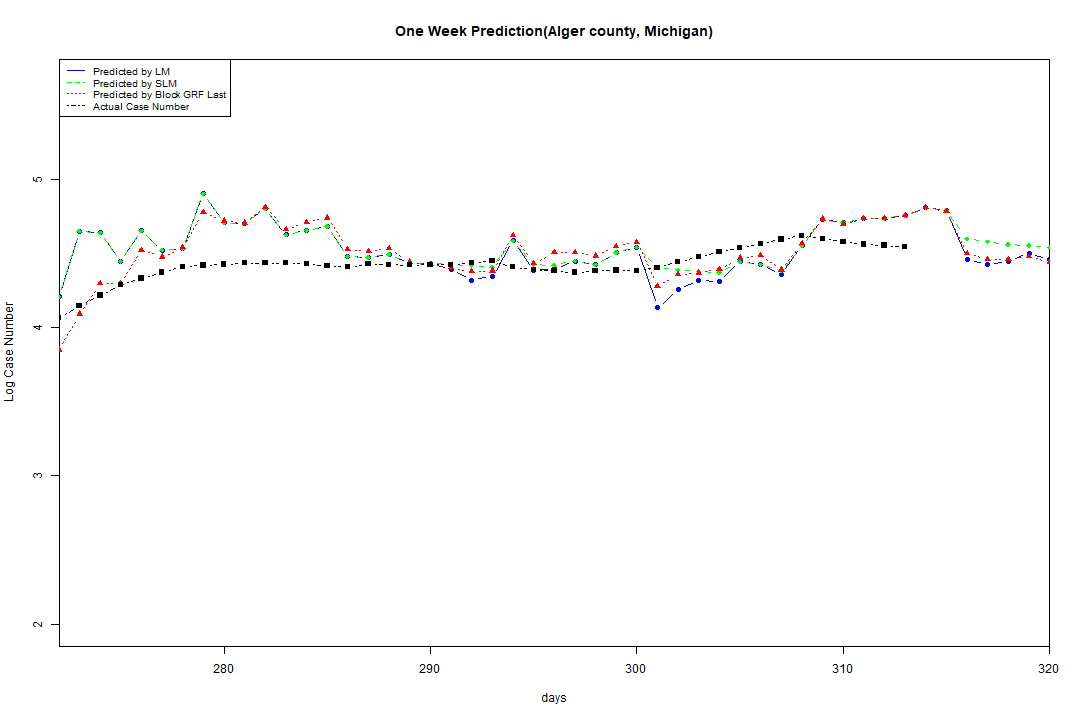 One Week Prediction(Alger county, Michigan)
Predicted by LM
Predicted by SLM
Predicted by Block GRF Last
Actual Case Number
5
4
3
2
Log Case Number
280 290 300 310 320
days